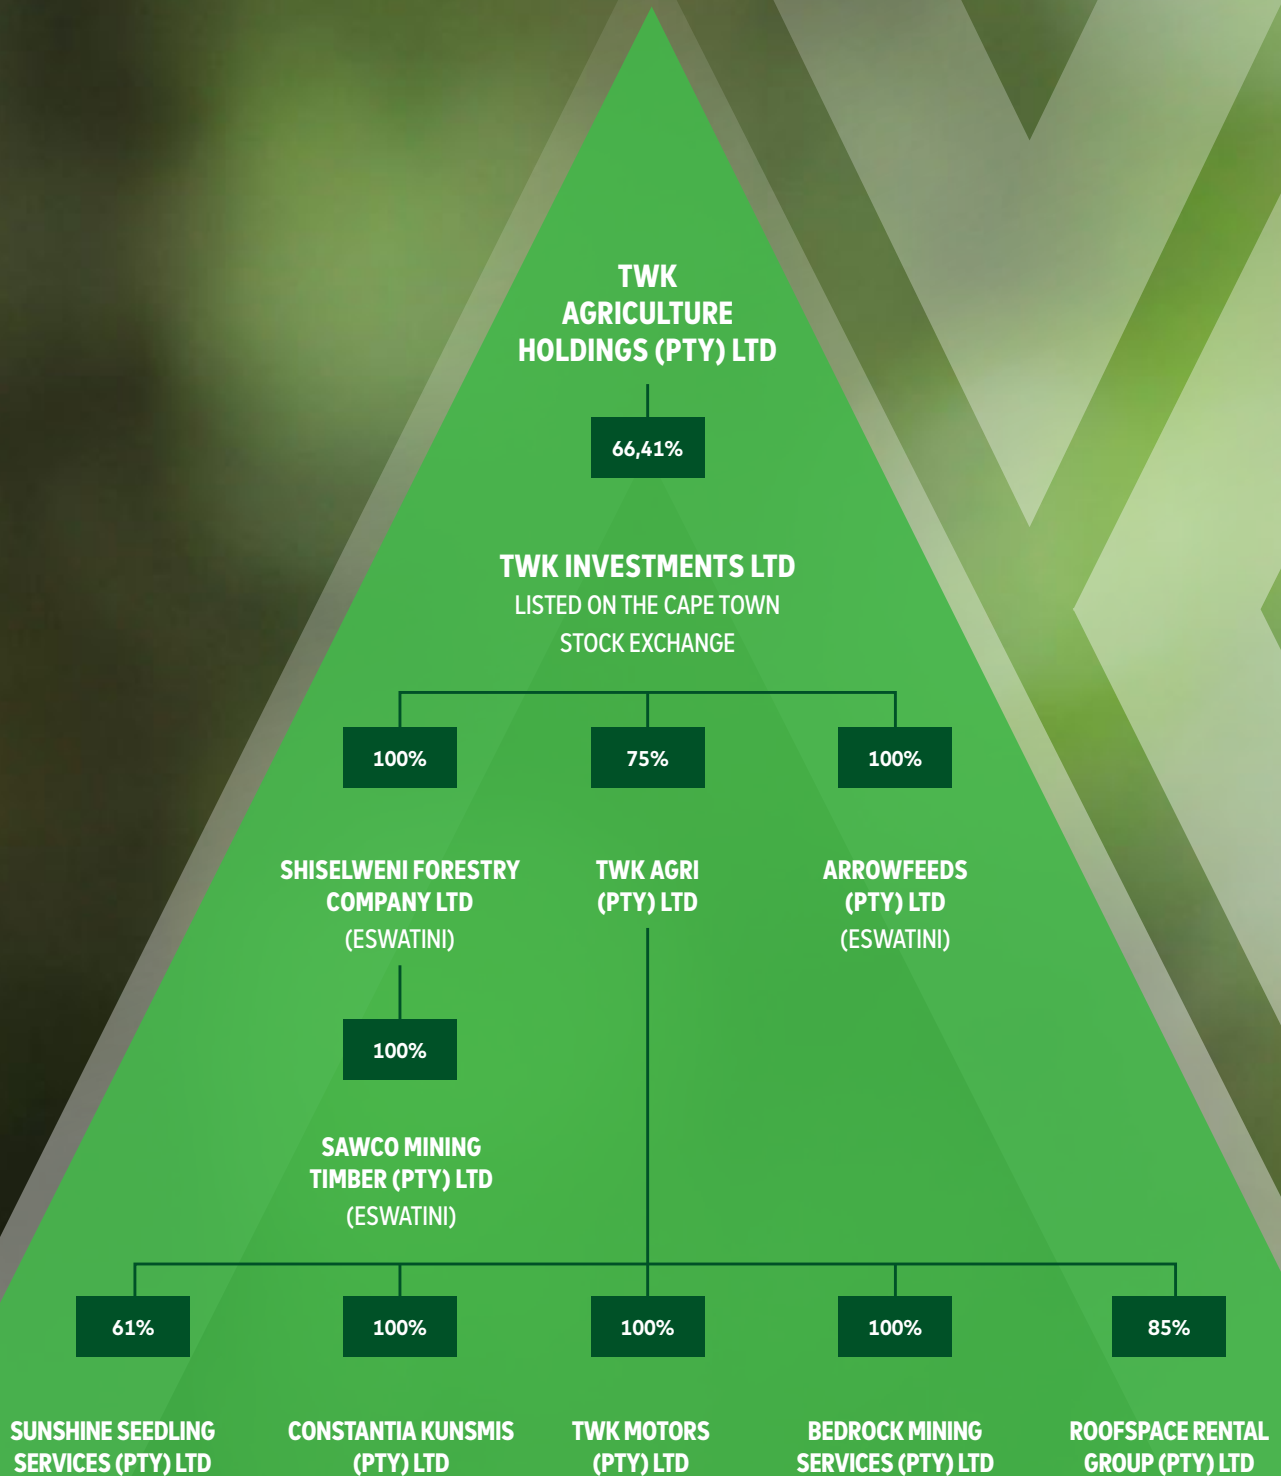 TWK
AGRICULTURE
HOLDINGS (PTY) LTD
66,41%
TWK INVESTMENTS LTD
LISTED ON THE CAPE TOWN
STOCK EXCHANGE
100%
75%
100%
SHISELWENI FORESTRY
COMPANY LTD
(ESWATINI)
TWK AGRI
(PTY) LTD
ARROWFEEDS
(PTY) LTD
(ESWATINI)
100%
SAWCO MINING
TIMBER (PTY) LTD
(ESWATINI)
61%
100%
100%
100%
85%
SUNSHINE SEEDLING
SERVICES (PTY) LTD
CONSTANTIA KUNSMIS
(PTY) LTD
TWK MOTORS
(PTY) LTD
BEDROCK MINING
SERVICES (PTY) LTD
ROOFSPACE RENTAL
GROUP (PTY) LTD